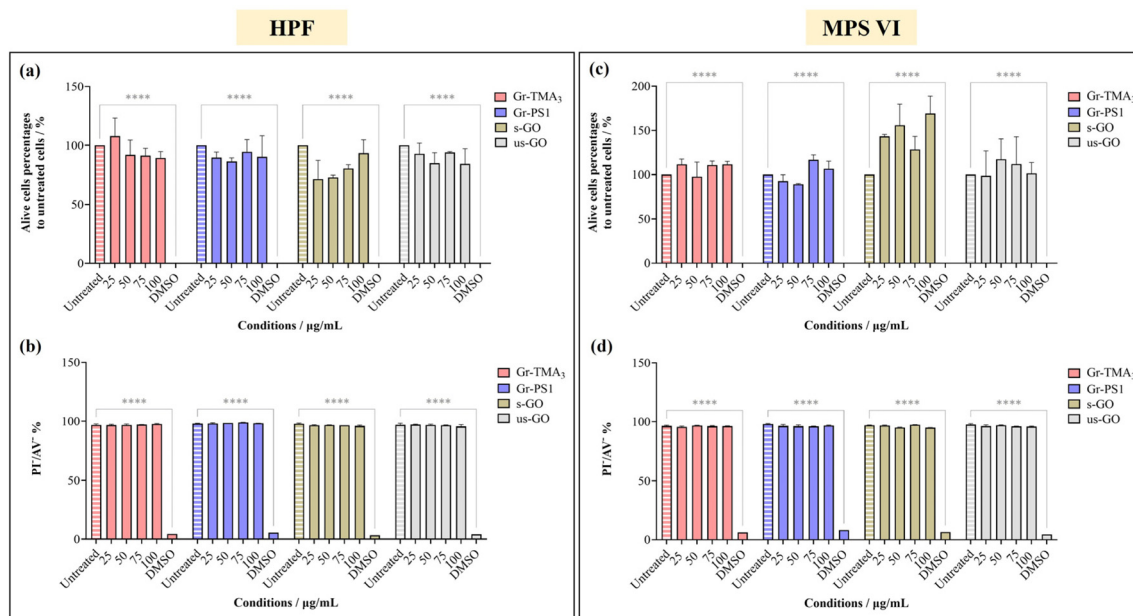 HPF
MPS VI
(a)
Alive cells percentages
to untreated cells / %
150
100
50
0
****
****
****
****
Gr-TMA₃
Gr-PS1
s-GO
us-GO
Untreated 25 50 75 100 DMSO Untreated 25 50 75 100 DMSO Untreated 25 50 75 100 DMSO Untreated 25 50 75 100 DMSO
Conditions / µg/mL
(b)
PI⁻/AV⁻ %
150
100
50
0
****
****
****
****
Gr-TMA₃
Gr-PS1
s-GO
us-GO
Untreated 25 50 75 100 DMSO Untreated 25 50 75 100 DMSO Untreated 25 50 75 100 DMSO Untreated 25 50 75 100 DMSO
Conditions / µg/mL
(c)
Alive cells percentages
to untreated cells / %
200
150
100
50
0
****
****
****
****
Gr-TMA₃
Gr-PS1
s-GO
us-GO
Untreated 25 50 75 100 DMSO Untreated 25 50 75 100 DMSO Untreated 25 50 75 100 DMSO Untreated 25 50 75 100 DMSO
Conditions / µg/mL
(d)
PI⁻/AV⁻ %
150
100
50
0
****
****
****
****
Gr-TMA₃
Gr-PS1
s-GO
us-GO
Untreated 25 50 75 100 DMSO Untreated 25 50 75 100 DMSO Untreated 25 50 75 100 DMSO Untreated 25 50 75 100 DMSO
Conditions / µg/mL